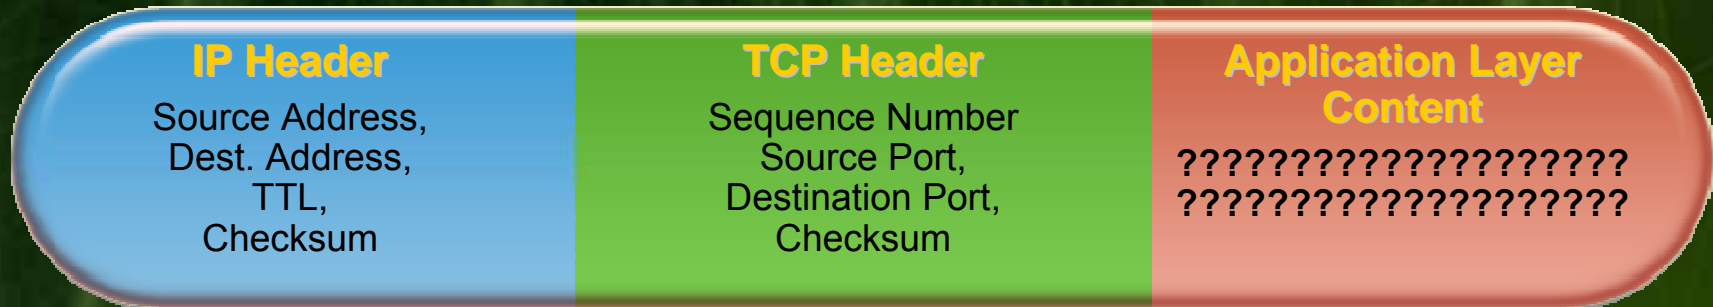 IP Header
Source Address,
Dest. Address,
TTL,
Checksum
TCP Header
Sequence Number
Source Port,
Destination Port,
Checksum
Application Layer
Content
????????????????????
????????????????????